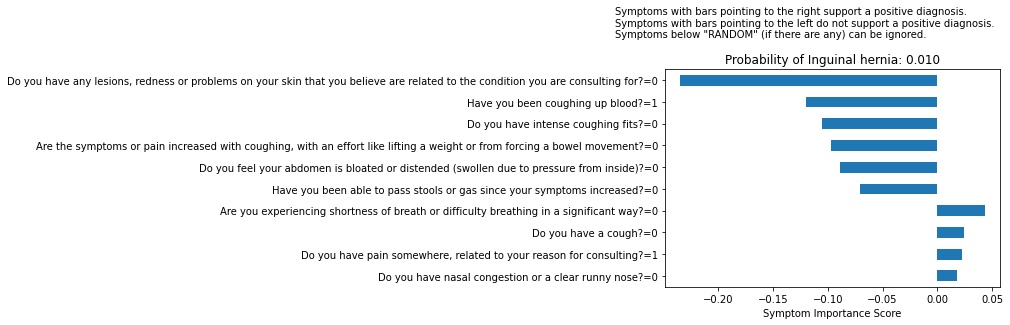 Symptoms with bars pointing to the right support a positive diagnosis.
Symptoms with bars pointing to the left do not support a positive diagnosis.
Symptoms below "RANDOM" (if there are any) can be ignored.
Probability of Inguinal hernia: 0.010
Do you have any lesions, redness or problems on your skin that you believe are related to the condition you are consulting for?=0
Have you been coughing up blood?=1
Do you have intense coughing fits?=0
Are the symptoms or pain increased with coughing, with an effort like lifting a weight or from forcing a bowel movement?=0
Do you feel your abdomen is bloated or distended (swollen due to pressure from inside)?=0
Have you been able to pass stools or gas since your symptoms increased?=0
Are you experiencing shortness of breath or difficulty breathing in a significant way?=0
Do you have a cough?=0
Do you have pain somewhere, related to your reason for consulting?=1
Do you have nasal congestion or a clear runny nose?=0
−0.20 −0.15 −0.10 −0.05 0.00 0.05
Symptom Importance Score